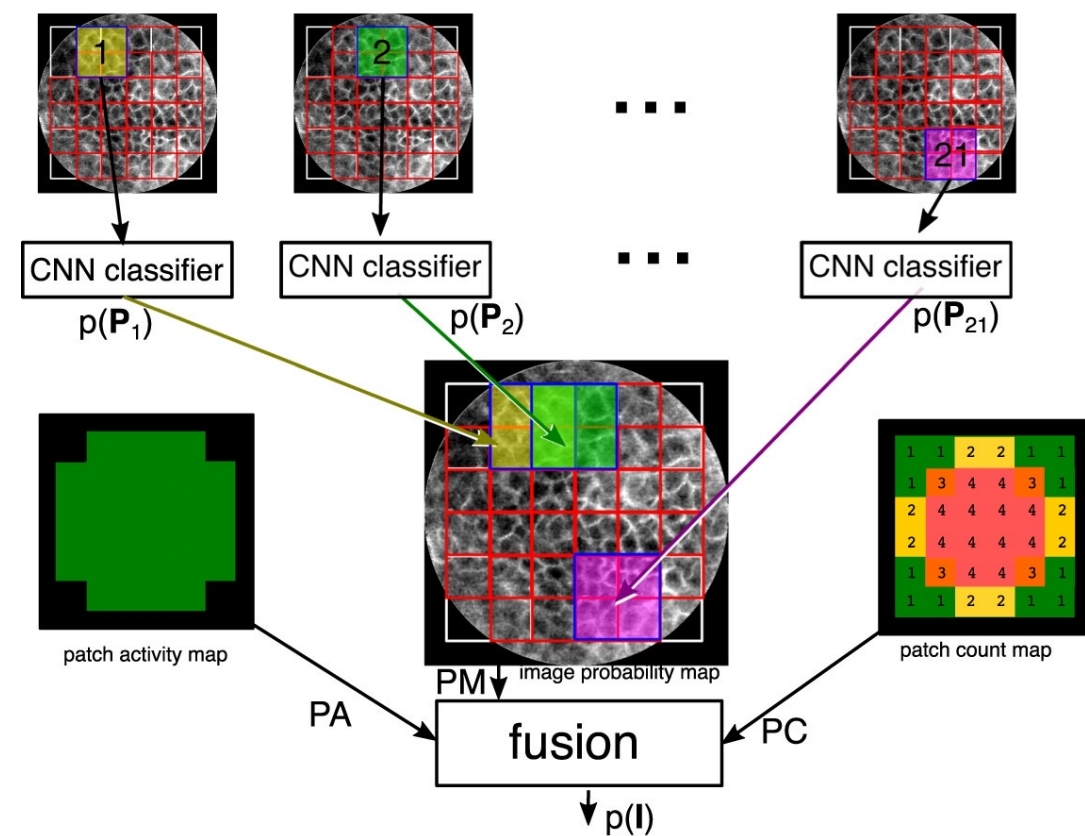 1
2
...
21
CNN classifier
CNN classifier
...
CNN classifier
p(P1)
p(P2)
p(P21)
1 1 2 2 1 1
1 3 4 4 3 1
2 4 4 4 4 2
2 4 4 4 4 2
1 3 4 4 3 1
1 1 2 2 1 1
patch activity map
image probability map
patch count map
PM
PA
PC
fusion
p(I)